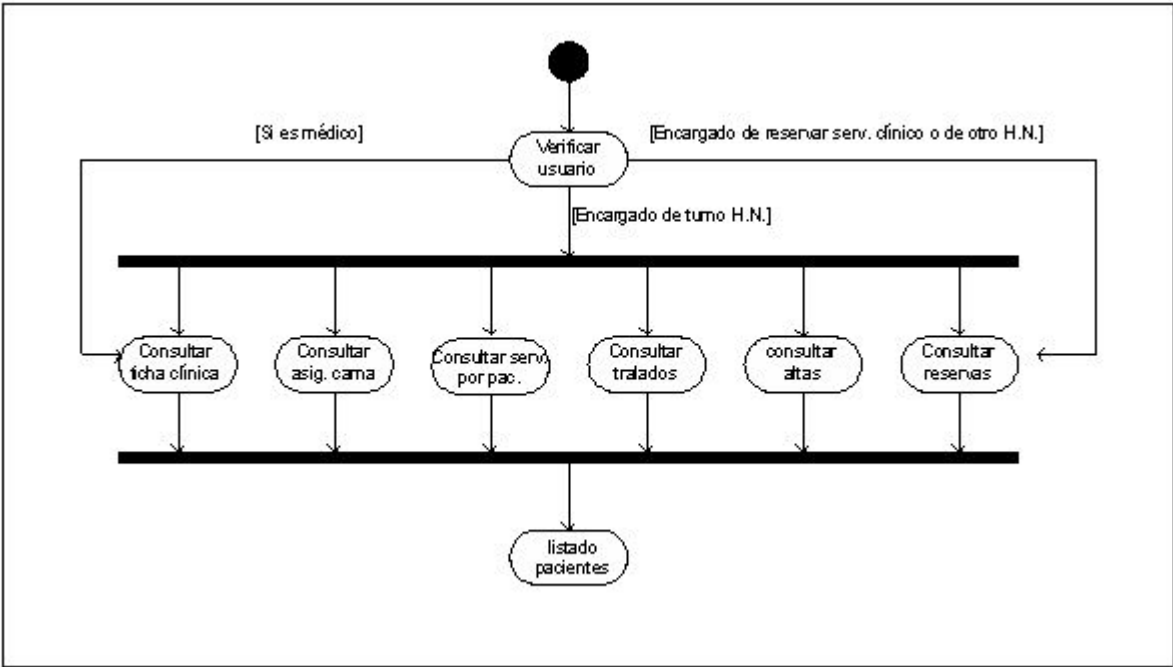 [Si es médico]
[Encargado de reservar serv. clínico o de otro H.N.]
Verificar
usuario
[Encargado de turno H.N.]
Consultar
ficha clínica
Consultar
asig. cama
Consultar serv.
por pac.
Consultar
tralados
consultar
altas
Consultar
reservas
listado
pacientes